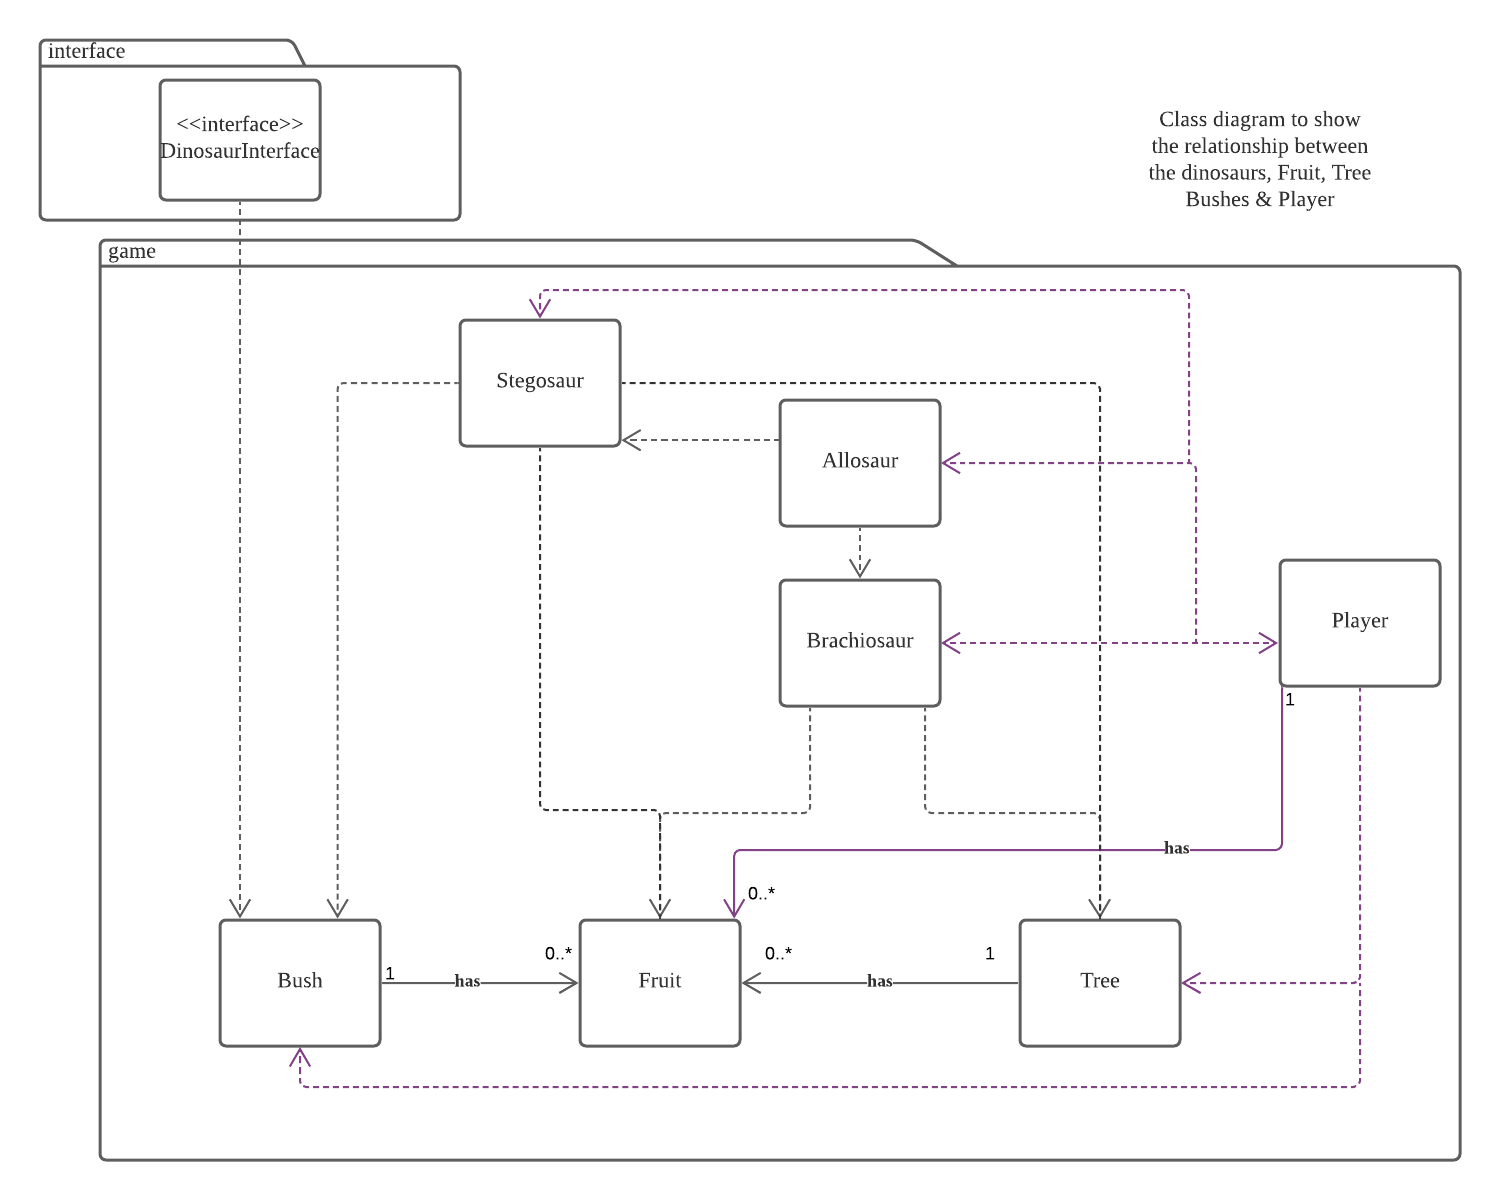 interface
<<interface>>
DinosaurInterface
Class diagram to show
the relationship between
the dinosaurs, Fruit, Tree
Bushes & Player
game
Stegosaur
Allosaur
Brachiosaur
Player
1
has
0..*
Bush
1
has
0..*
Fruit
0..*
has
1
Tree